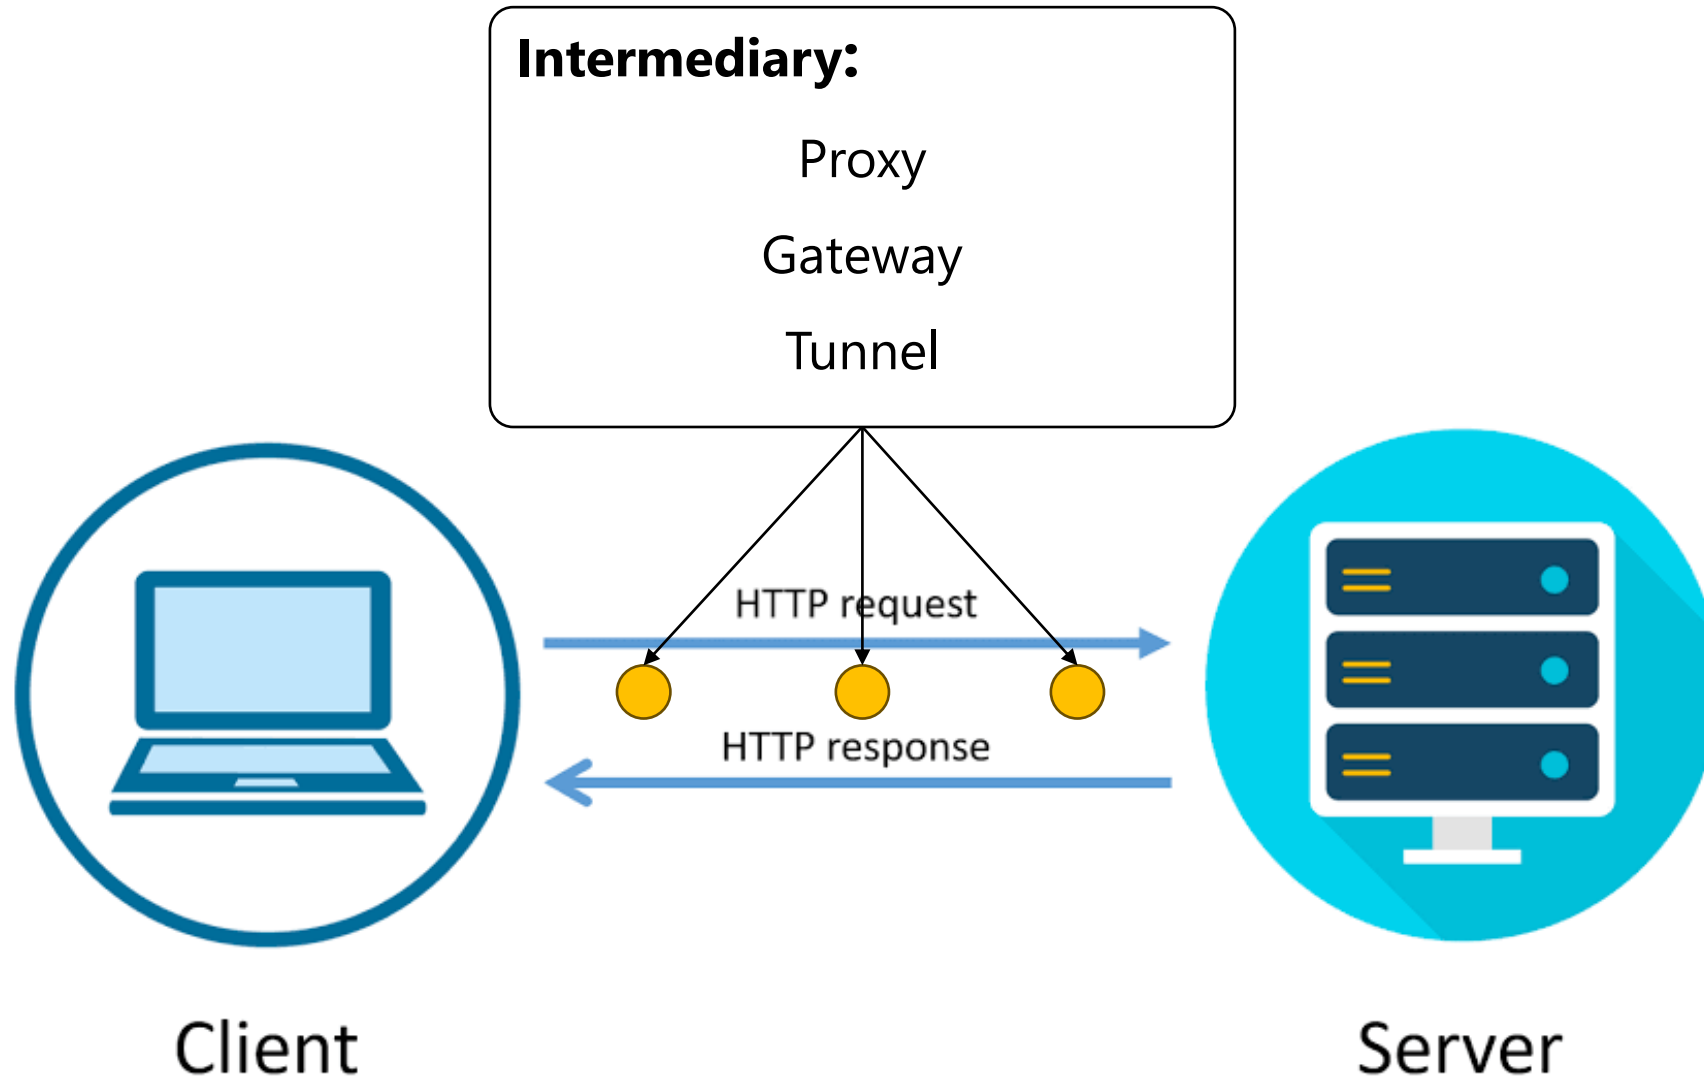 Intermediary:
Proxy
Gateway
Tunnel
HTTP request
HTTP response
Client
Server